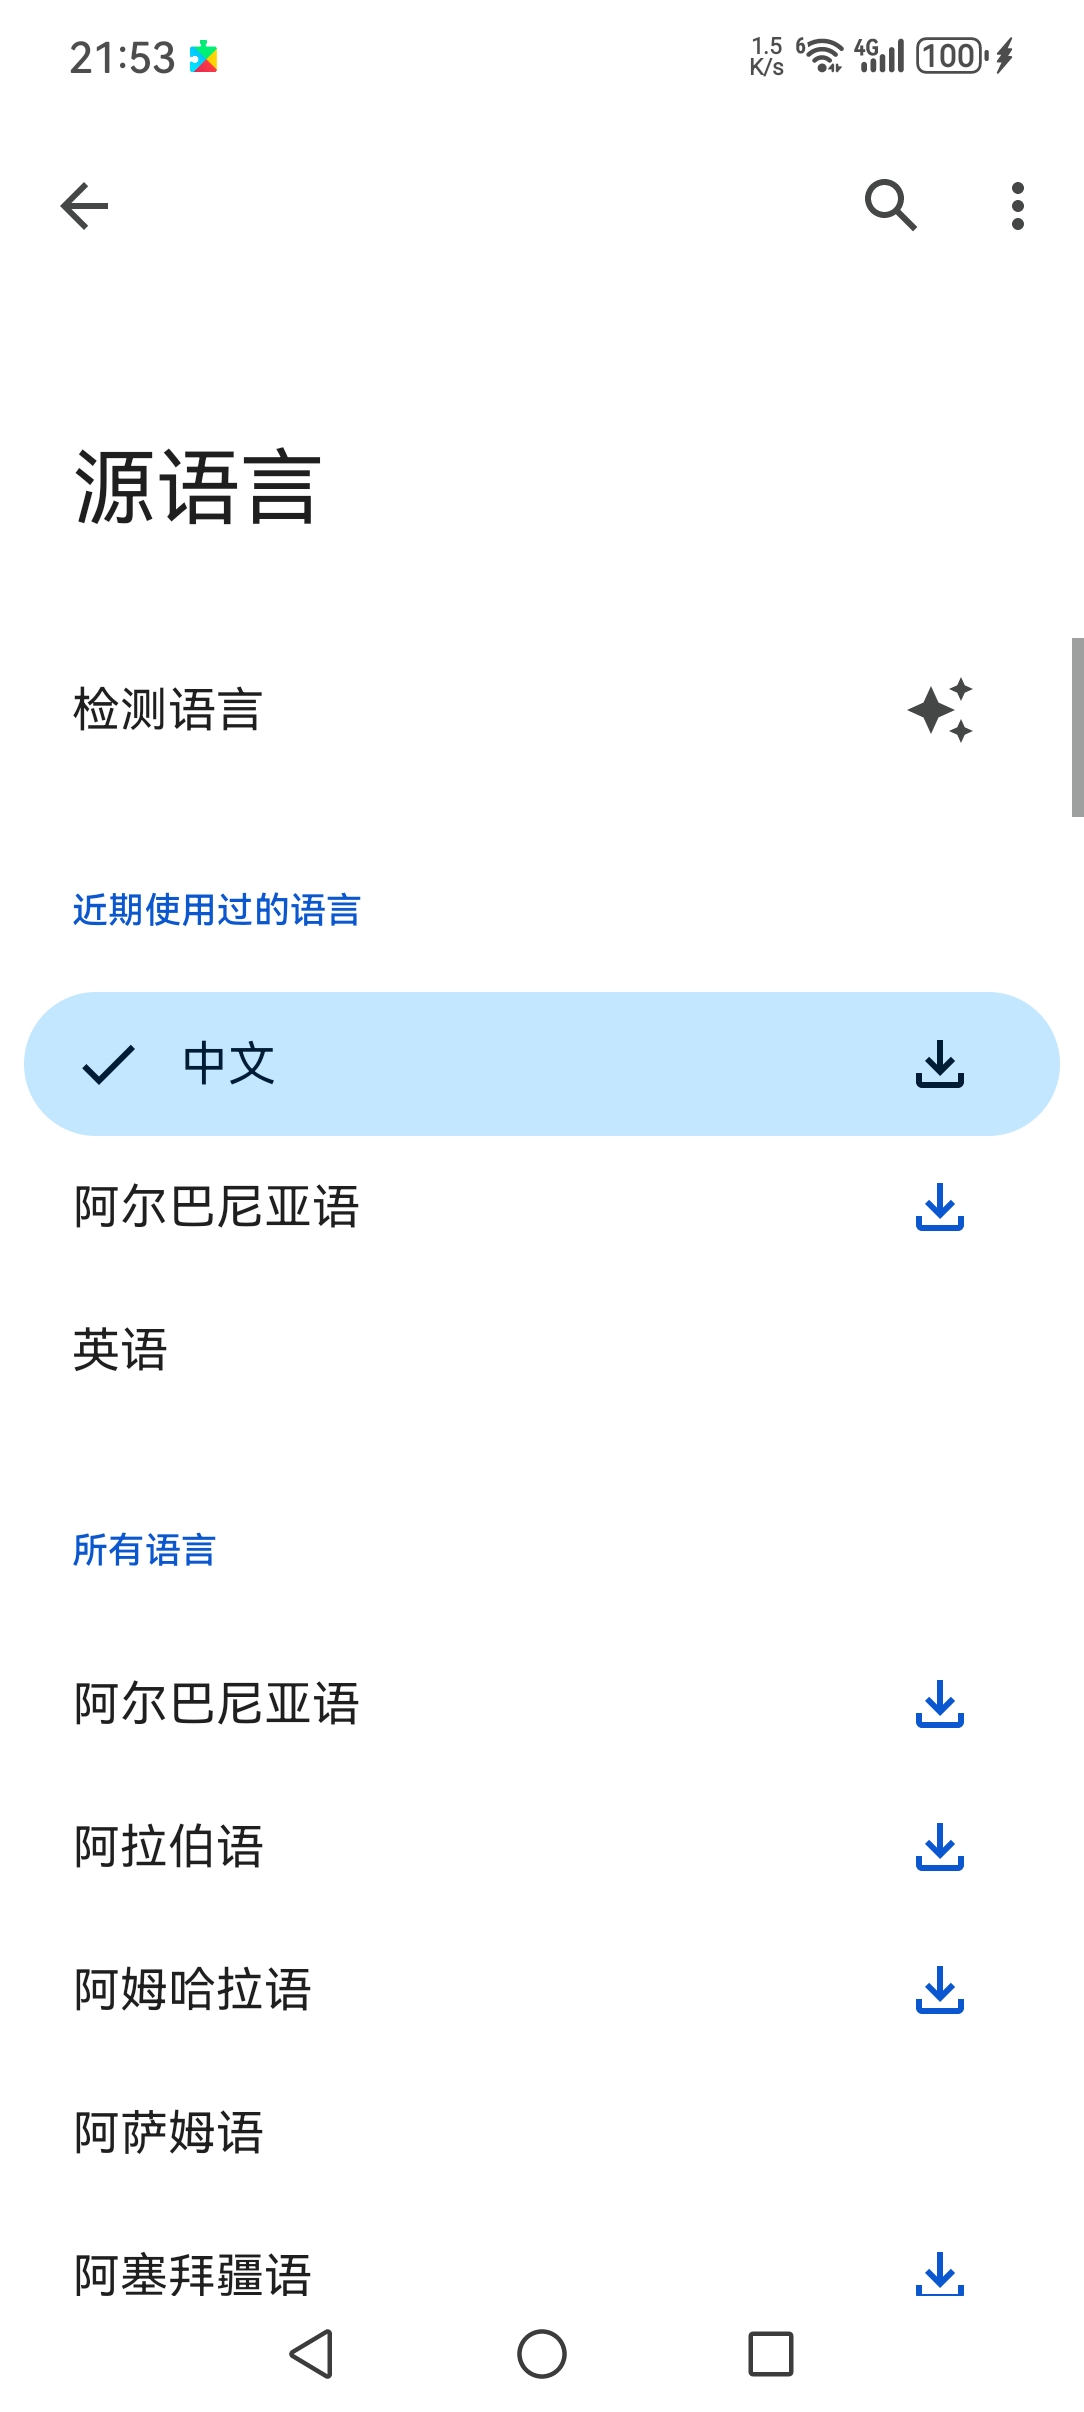 21:53
1.5
K/s
6
4G
100
源语言
检测语言
近期使用过的语言
中文
阿尔巴尼亚语
英语
所有语言
阿尔巴尼亚语
阿拉伯语
阿姆哈拉语
阿萨姆语
阿塞拜疆语